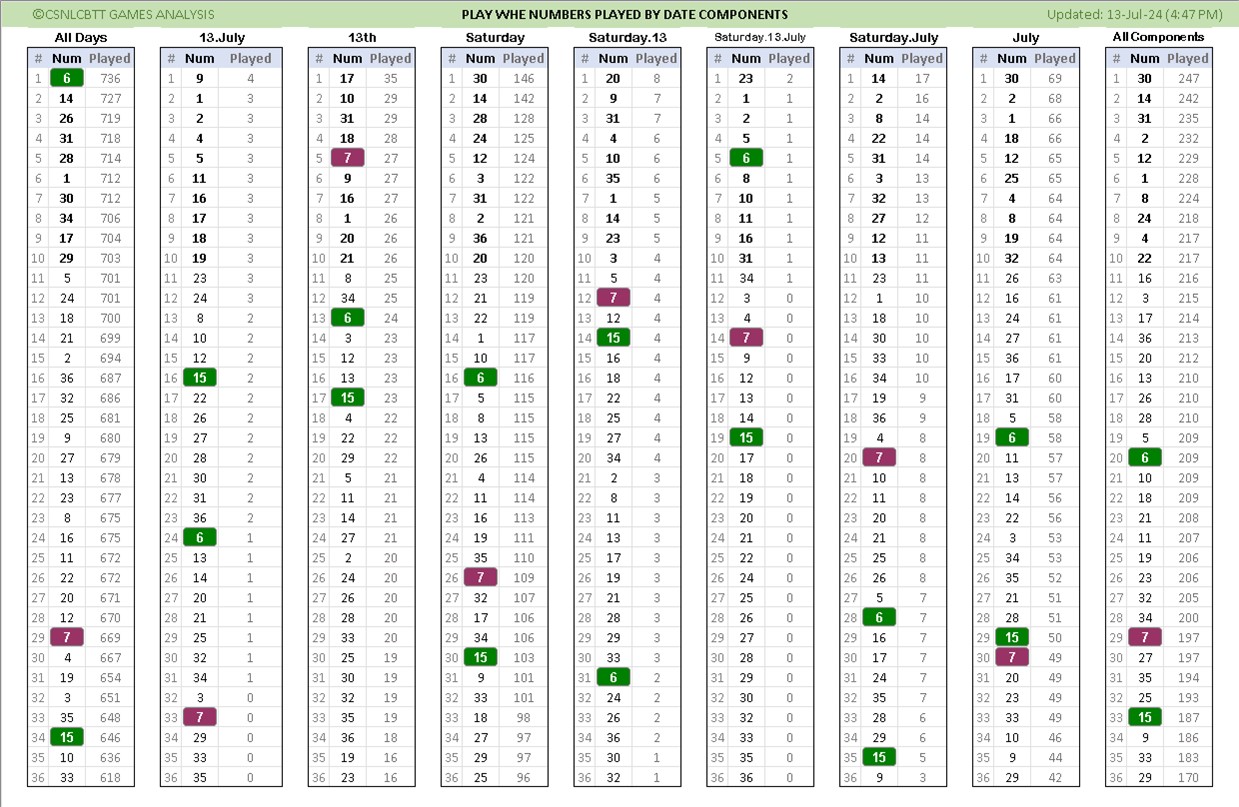 ©CSNLCBTT GAMES ANALYSIS PLAY WHE NUMBERS PLAYED BY DATE COMPONENTS Updated: 13-Jul-24 (4:47 PM)
All Days 13.July 13th Saturday Saturday.13 Saturday.13.July Saturday.July July All Components
# Num Played # Num Played # Num Played # Num Played # Num Played # Num Played # Num Played # Num Played # Num Played
1 6 736 1 9 4 1 17 35 1 30 146 1 20 8 1 23 2 1 14 17 1 30 69 1 30 247
2 14 727 2 1 3 2 10 29 2 14 142 2 9 7 2 1 1 2 2 16 2 2 68 2 14 242
3 26 719 3 2 3 3 31 29 3 28 128 3 31 7 3 2 1 3 8 14 3 1 66 3 31 235
4 31 718 4 4 3 4 18 28 4 24 125 4 4 6 4 5 1 4 22 14 4 18 66 4 2 232
5 28 714 5 5 3 5 7 27 5 12 124 5 10 6 5 6 1 5 31 14 5 12 65 5 12 229
6 1 712 6 11 3 6 9 27 6 3 122 6 35 6 6 8 1 6 3 13 6 25 65 6 1 228
7 30 712 7 16 3 7 16 27 7 31 122 7 1 5 7 10 1 7 32 13 7 4 64 7 8 224
8 34 706 8 17 3 8 1 26 8 2 121 8 14 5 8 11 1 8 27 12 8 8 64 8 24 218
9 17 704 9 18 3 9 20 26 9 36 121 9 23 5 9 16 1 9 12 11 9 19 64 9 4 217
10 29 703 10 19 3 10 21 26 10 20 120 10 3 4 10 31 1 10 13 11 10 32 64 10 22 217
11 5 701 11 23 3 11 8 25 11 23 120 11 5 4 11 34 1 11 23 11 11 26 63 11 16 216
12 24 701 12 24 3 12 34 25 12 21 119 12 7 4 12 3 0 12 1 10 12 16 61 12 3 215
13 18 700 13 8 2 13 6 24 13 22 119 13 12 4 13 4 0 13 18 10 13 24 61 13 17 214
14 21 699 14 10 2 14 3 23 14 1 117 14 15 4 14 7 0 14 30 10 14 27 61 14 36 213
15 2 694 15 12 2 15 12 23 15 10 117 15 16 4 15 9 0 15 33 10 15 36 61 15 20 212
16 36 687 16 15 2 16 13 23 16 6 116 16 18 4 16 12 0 16 34 10 16 17 60 16 13 210
17 32 686 17 22 2 17 15 23 17 5 115 17 22 4 17 13 0 17 19 9 17 31 60 17 26 210
18 25 681 18 26 2 18 4 22 18 8 115 18 25 4 18 14 0 18 36 9 18 5 58 18 28 210
19 9 680 19 27 2 19 22 22 19 13 115 19 27 4 19 15 0 19 4 8 19 6 58 19 5 209
20 27 679 20 28 2 20 29 22 20 26 115 20 34 4 20 17 0 20 7 8 20 11 57 20 6 209
21 13 678 21 30 2 21 5 21 21 4 114 21 2 3 21 18 0 21 10 8 21 13 57 21 10 209
22 23 677 22 31 2 22 11 21 22 11 114 22 8 3 22 19 0 22 11 8 22 14 56 22 18 209
23 8 675 23 36 2 23 14 21 23 16 113 23 11 3 23 20 0 23 20 8 23 22 56 23 21 208
24 16 675 24 6 1 24 27 21 24 19 111 24 13 3 24 21 0 24 21 8 24 3 53 24 11 207
25 11 672 25 13 1 25 2 20 25 35 110 25 17 3 25 22 0 25 25 8 25 34 53 25 19 206
26 22 672 26 14 1 26 24 20 26 7 109 26 19 3 26 24 0 26 26 8 26 35 52 26 23 206
27 20 671 27 20 1 27 26 20 27 32 107 27 21 3 27 25 0 27 5 7 27 21 51 27 32 205
28 12 670 28 21 1 28 28 20 28 17 106 28 28 3 28 26 0 28 6 7 28 28 51 28 34 200
29 7 669 29 25 1 29 33 20 29 34 106 29 29 3 29 27 0 29 16 7 29 15 50 29 7 197
30 4 667 30 32 1 30 25 19 30 15 103 30 33 3 30 28 0 30 17 7 30 7 49 30 27 197
31 19 654 31 34 1 31 30 19 31 9 101 31 6 2 31 29 0 31 24 7 31 20 49 31 35 194
32 3 651 32 3 0 32 32 19 32 33 101 32 24 2 32 30 0 32 35 7 32 23 49 32 25 193
33 35 648 33 7 0 33 35 19 33 18 98 33 26 2 33 32 0 33 28 6 33 33 49 33 15 187
34 15 646 34 29 0 34 36 18 34 27 97 34 36 2 34 33 0 34 29 6 34 10 46 34 9 186
35 10 636 35 33 0 35 19 16 35 29 97 35 30 1 35 35 0 35 15 5 35 9 44 35 33 183
36 33 618 36 35 0 36 23 16 36 25 96 36 32 1 36 36 0 36 9 3 36 29 42 36 29 170